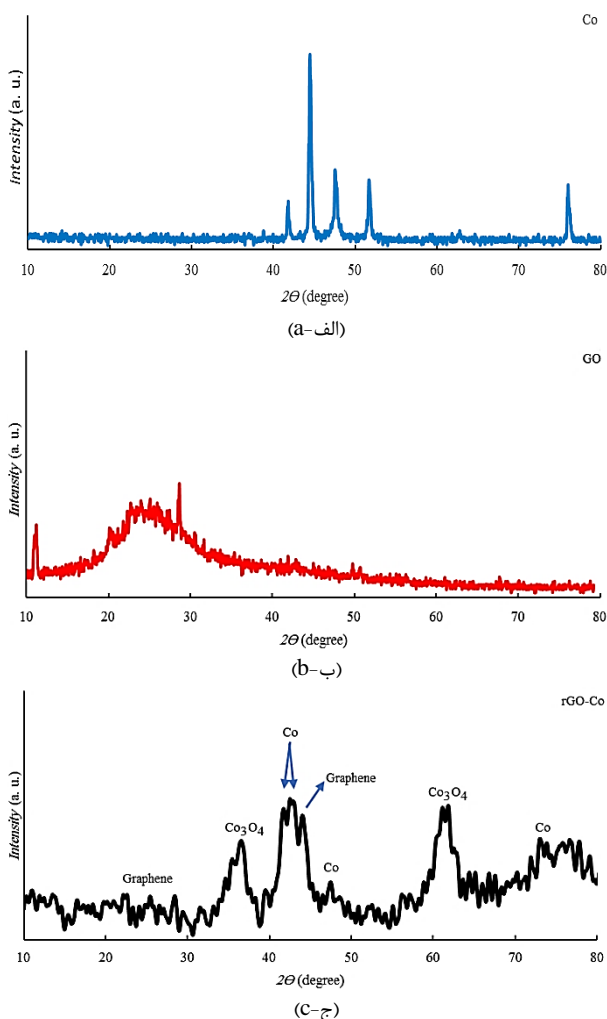 Co
Intensity (a. u.)
10 20 30 40 50 60 70 80
2Θ (degree)
(الف-a)
GO
Intensity (a. u.)
10 20 30 40 50 60 70 80
2Θ (degree)
(ب-b)
rGO-Co
Intensity (a. u.)
Co
Graphene
Co₃O₄
Co₃O₄
Co
Co
Graphene
10 20 30 40 50 60 70 80
2Θ (degree)
(ج-c)